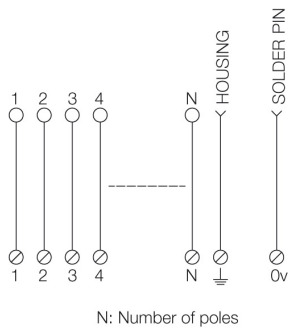 HOUSING
SOLDER PIN
1 2 3 4 N
1 2 3 4 N 0v
N: Number of poles